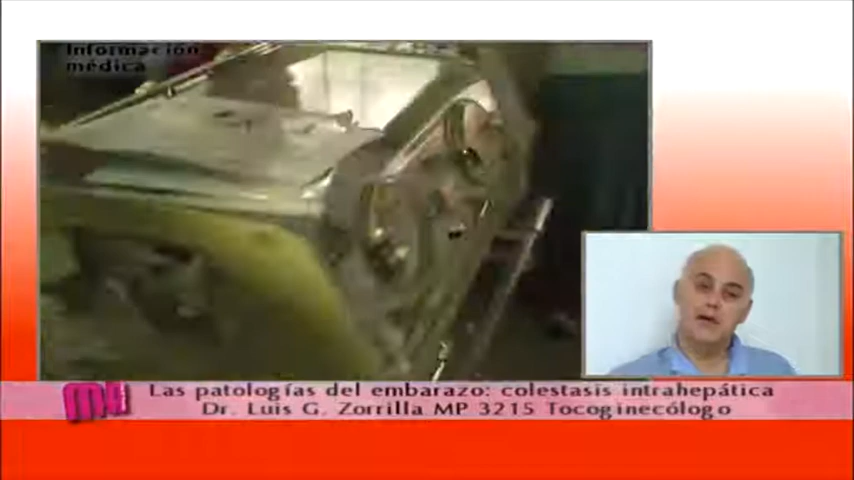 Información
médica
Las patologías del embarazo: colestasis intrahepática
Dr. Luis G. Zorrilla MP 3215 Tocoginecólogo